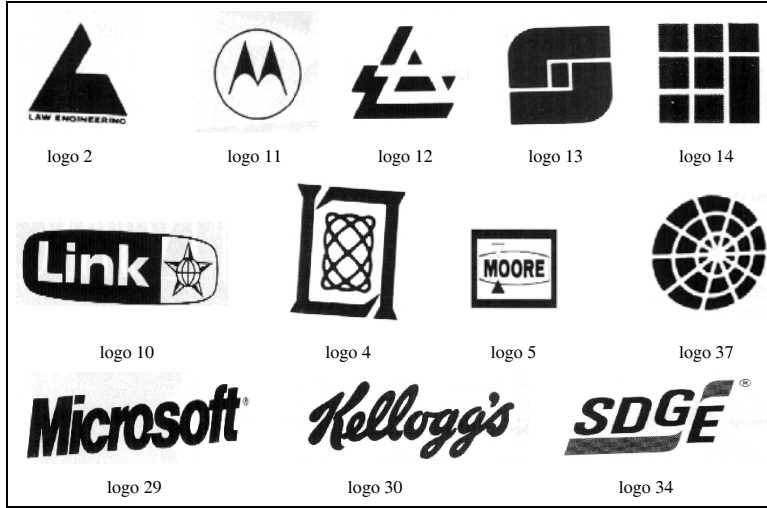 LAW ENGINEERING
logo 2
logo 11
logo 12
logo 13
logo 14
Link
MOORE
logo 10
logo 4
logo 5
logo 37
Microsoft®
Kellogg's
SDGE®
logo 29
logo 30
logo 34